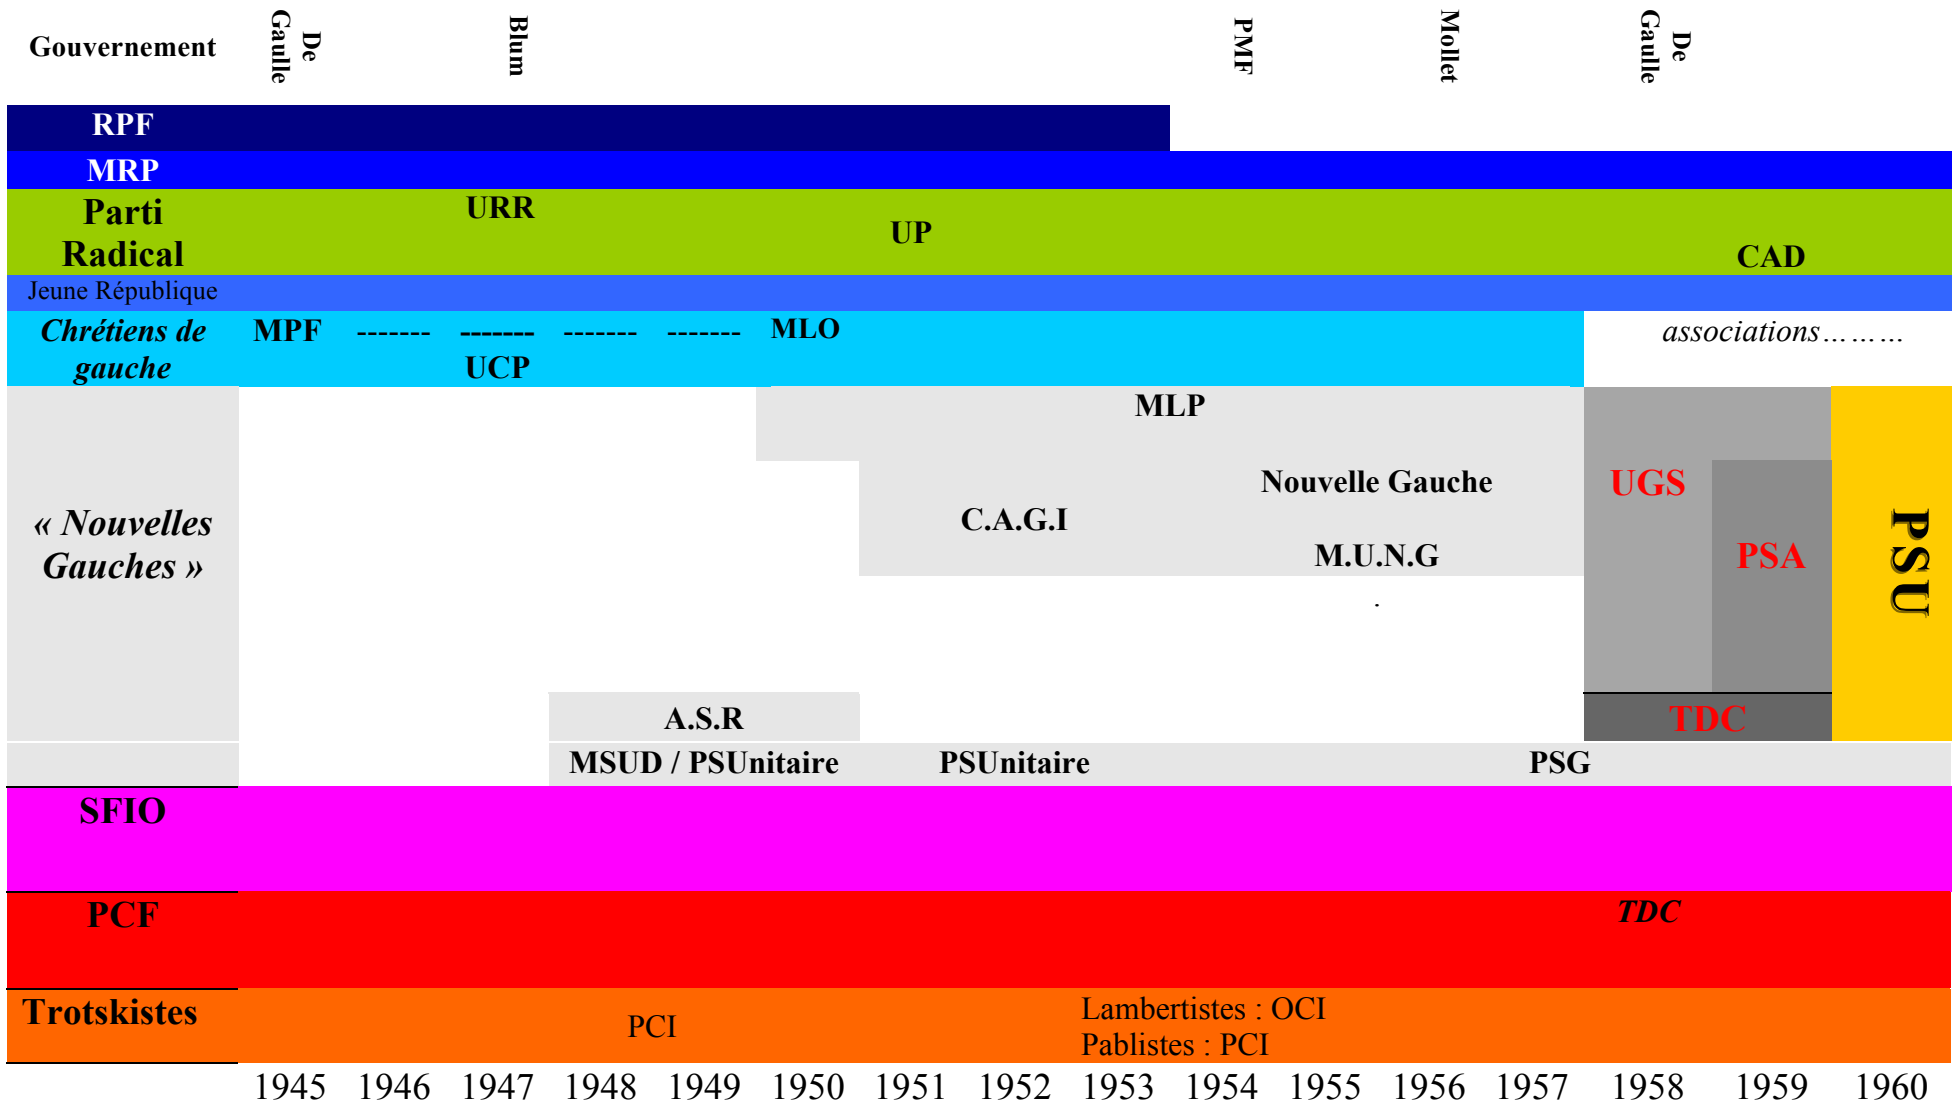 Gouvernement
De
Gaulle
Blum
PMF
Mollet
De
Gaulle
RPF
MRP
Parti
Radical
URR
UP
CAD
Jeune République
Chrétiens de
gauche
MPF ------- ------- ------- ------- MLO
UCP
associations………
MLP
« Nouvelles
Gauches »
Nouvelle Gauche
C.A.G.I
M.U.N.G
.
UGS
PSA
PSU
A.S.R
TDC
MSUD / PSUnitaire PSUnitaire PSG
SFIO
PCF
TDC
Trotskistes
PCI
Lambertistes : OCI
Pablistes : PCI
1945 1946 1947 1948 1949 1950 1951 1952 1953 1954 1955 1956 1957 1958 1959 1960